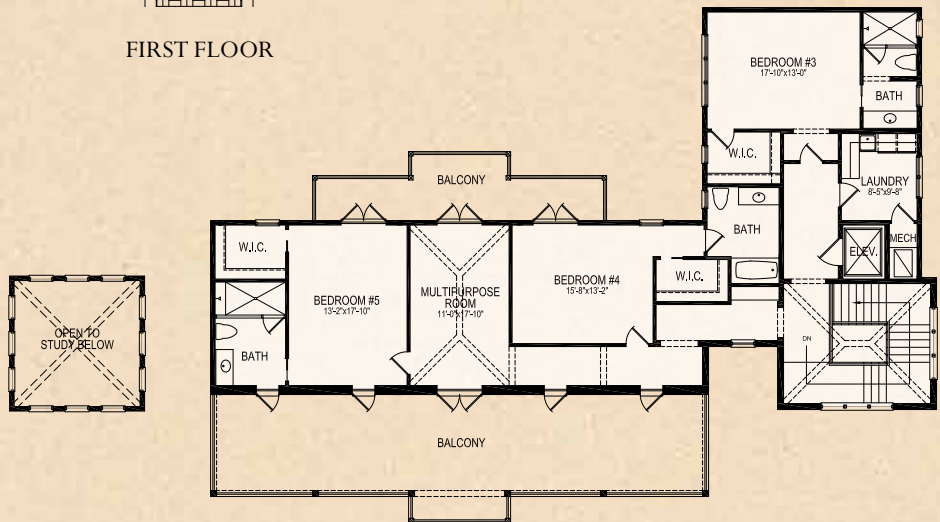 FIRST FLOOR
BEDROOM #3
17'-10"x13'-0"
BATH
W.I.C.
LAUNDRY
8'-5"x9'-8"
BALCONY
BATH
MECH
ELEV.
W.I.C.
W.I.C.
BEDROOM #4
15'-8"x13'-2"
BEDROOM #5
13'-2"x17'-10"
MULTIPURPOSE
ROOM
11'-0"x17'-10"
OPEN TO
STUDY BELOW
BATH
DN
BALCONY